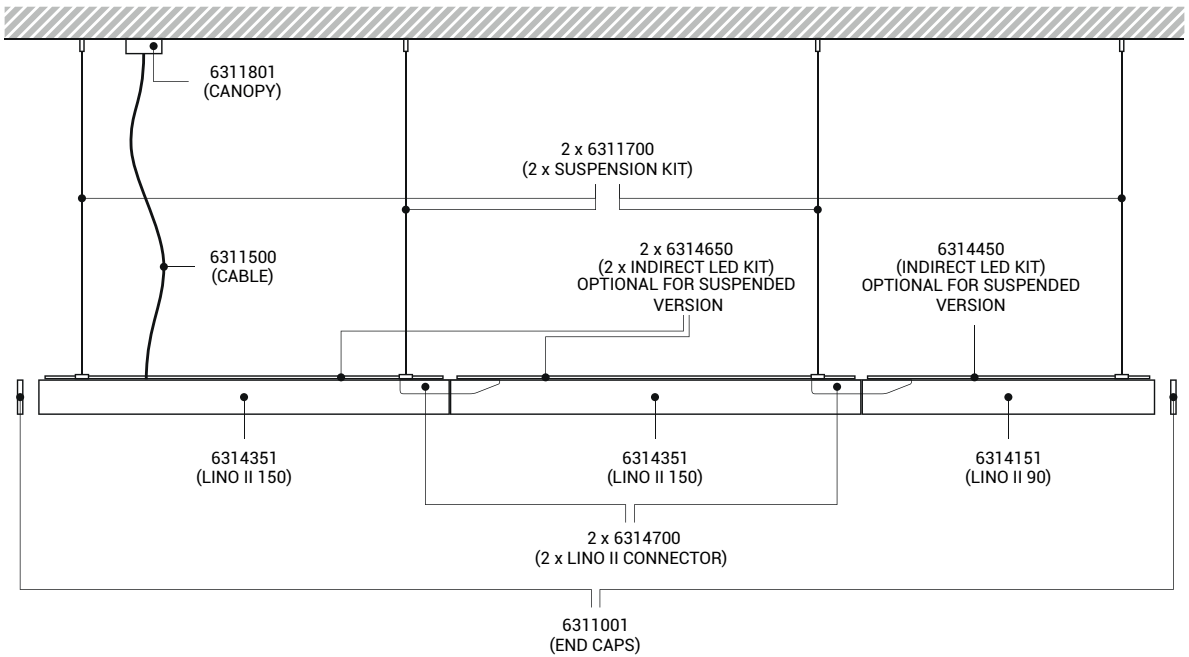 6311801
(CANOPY)
2 x 6311700
(2 x SUSPENSION KIT)
6311500
(CABLE)
2 x 6314650
(2 x INDIRECT LED KIT)
OPTIONAL FOR SUSPENDED
VERSION
6314450
(INDIRECT LED KIT)
OPTIONAL FOR SUSPENDED
VERSION
6314351
(LINO II 150)
6314351
(LINO II 150)
6314151
(LINO II 90)
2 x 6314700
(2 x LINO II CONNECTOR)
6311001
(END CAPS)